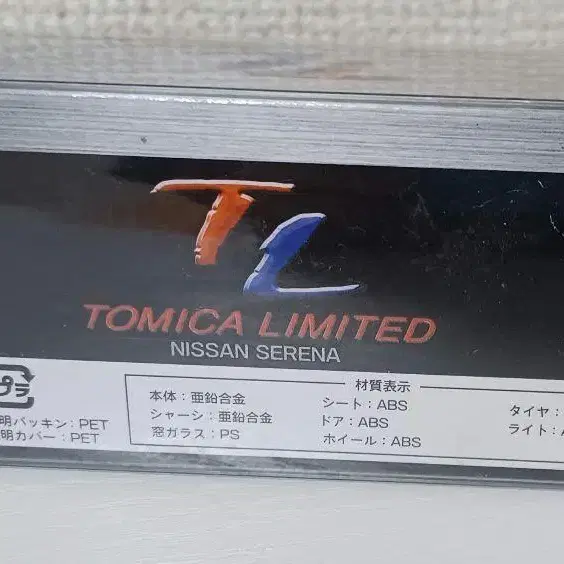 TL
TOMICA LIMITED
NISSAN SERENA
プラ
明パッキン：PET
明カバー：PET
材質表示
本体：亜鉛合金
シャーシ：亜鉛合金
窓ガラス：PS
シート：ABS
ドア：ABS
ホイール：ABS
タイヤ：
ライト：